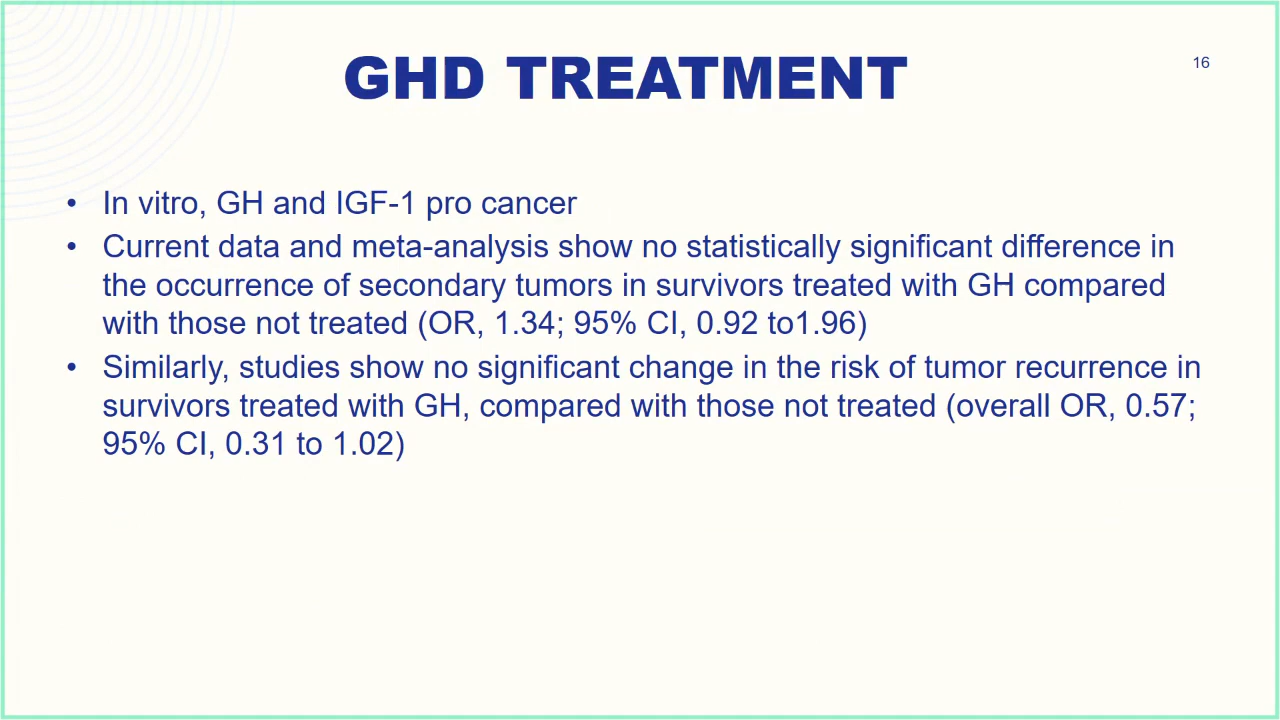 GHD TREATMENT
16
• In vitro, GH and IGF-1 pro cancer
• Current data and meta-analysis show no statistically significant difference in
the occurrence of secondary tumors in survivors treated with GH compared
with those not treated (OR, 1.34; 95% CI, 0.92 to1.96)
• Similarly, studies show no significant change in the risk of tumor recurrence in
survivors treated with GH, compared with those not treated (overall OR, 0.57;
95% CI, 0.31 to 1.02)